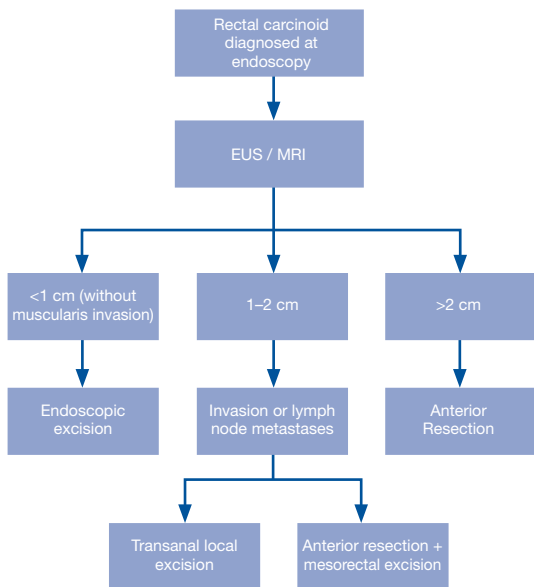 Rectal carcinoid
diagnosed at
endoscopy
EUS / MRI
<1 cm (without
muscularis invasion)
1–2 cm
>2 cm
Endoscopic
excision
Invasion or lymph
node metastases
Anterior
Resection
Transanal local
excision
Anterior resection +
mesorectal excision